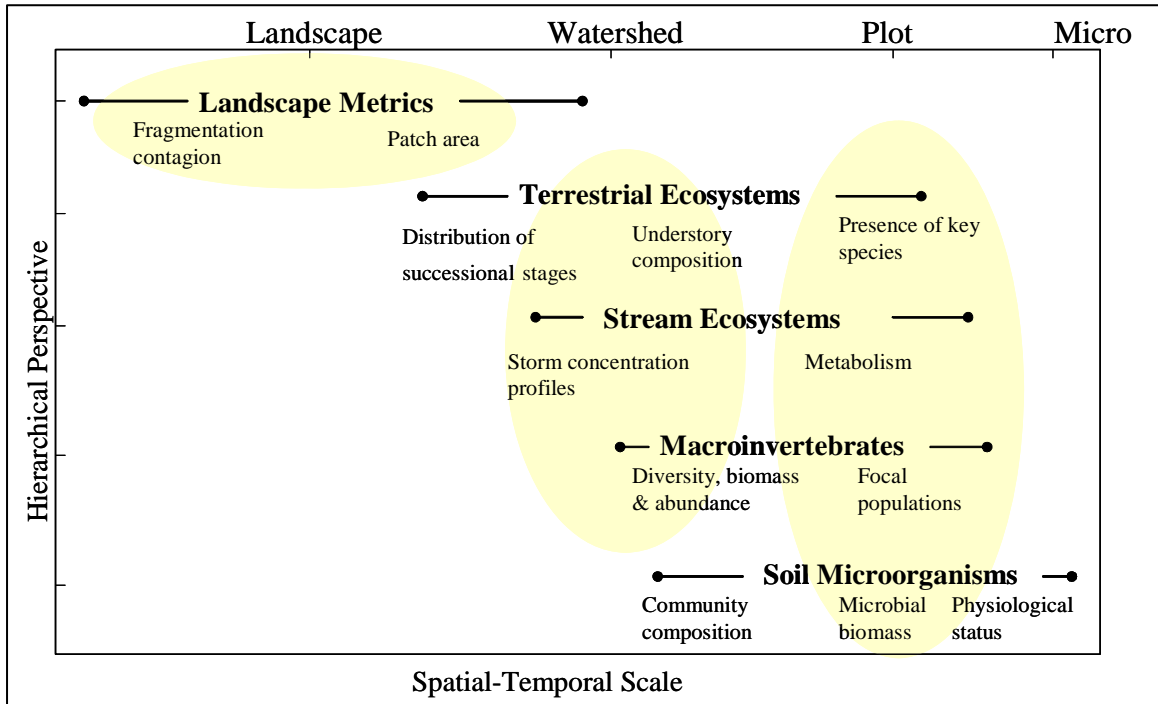 Landscape Watershed Plot Micro
Landscape Metrics
Fragmentation
contagion
Patch area
Terrestrial Ecosystems
Distribution of
successional stages
Understory
composition
Presence of key
species
Stream Ecosystems
Storm concentration
profiles
Metabolism
Macroinvertebrates
Diversity, biomass
& abundance
Focal
populations
Soil Microorganisms
Community
composition
Microbial
biomass
Physiological
status
Hierarchical Perspective
Spatial-Temporal Scale